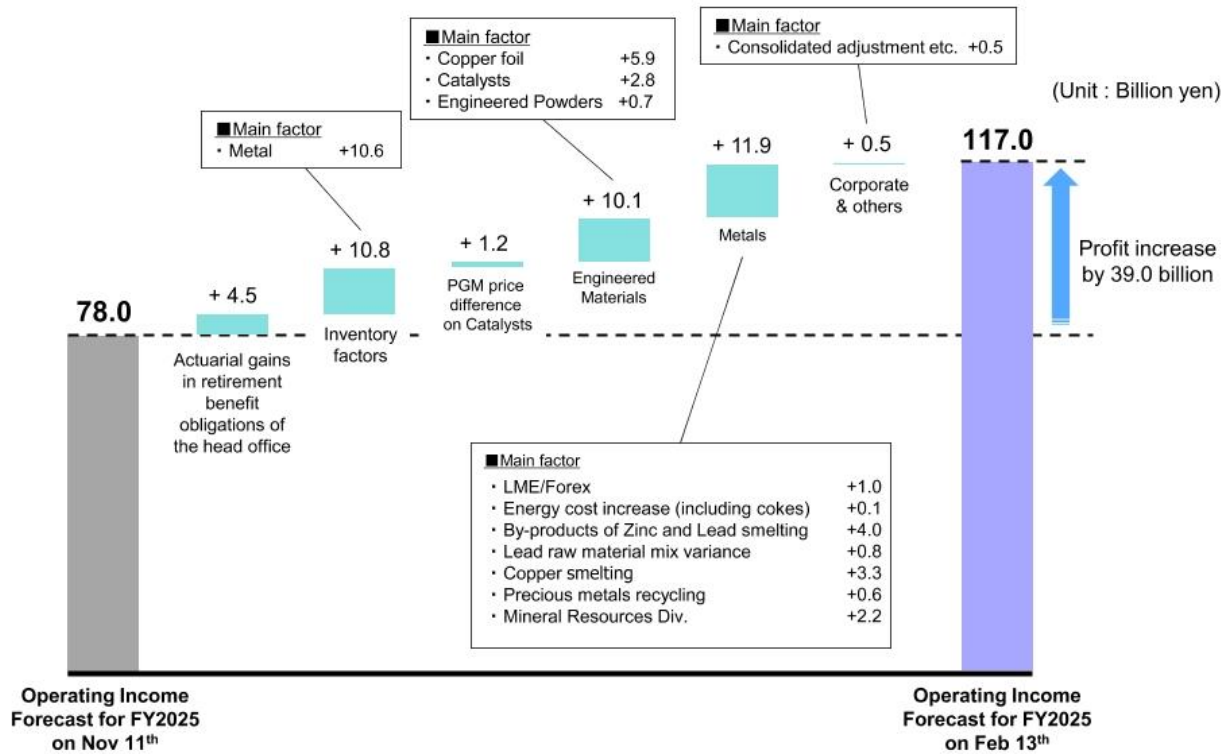 (Unit : Billion yen)
■Main factor
・Metal +10.6
■Main factor
・Copper foil +5.9
・Catalysts +2.8
・Engineered Powders +0.7
■Main factor
・Consolidated adjustment etc. +0.5
78.0
+ 4.5
Actuarial gains
in retirement
benefit
obligations of
the head office
+ 10.8
Inventory
factors
+ 1.2
PGM price
difference
on Catalysts
+ 10.1
Engineered
Materials
+ 11.9
Metals
+ 0.5
Corporate
& others
117.0
Profit increase
by 39.0 billion
■Main factor
・LME/Forex +1.0
・Energy cost increase (including cokes) +0.1
・By-products of Zinc and Lead smelting +4.0
・Lead raw material mix variance +0.8
・Copper smelting +3.3
・Precious metals recycling +0.6
・Mineral Resources Div. +2.2
Operating Income
Forecast for FY2025
on Nov 11th
Operating Income
Forecast for FY2025
on Feb 13th